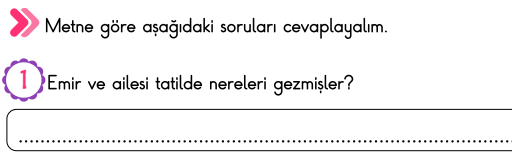 Metne göre aşağıdaki soruları cevaplayalım.
1 Emir ve ailesi tatilde nereleri gezmişler?